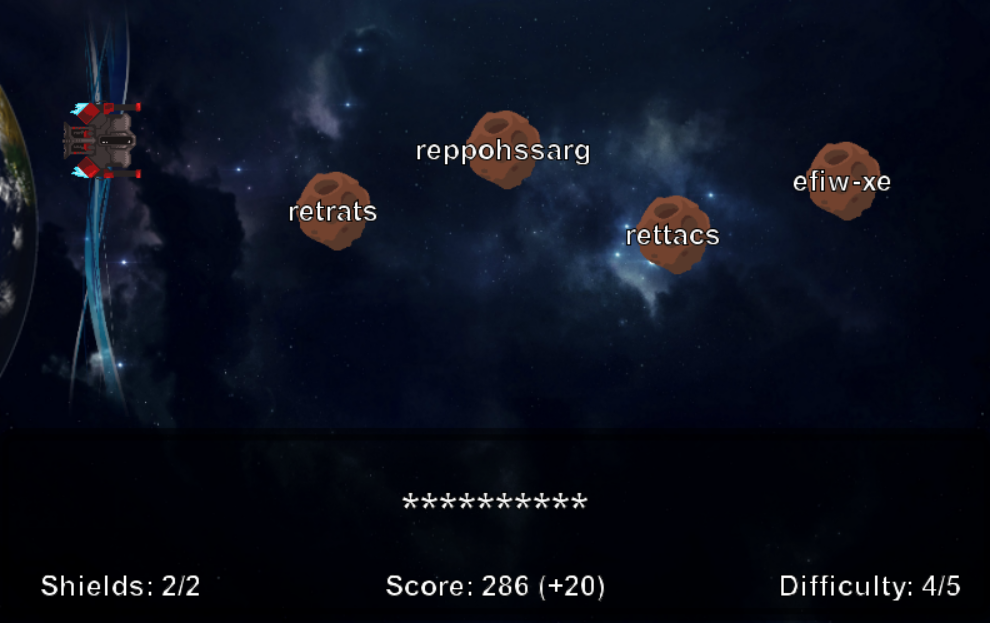 reppohssarg
efiw-xe
retrats
rettacs
**********
Shields: 2/2
Score: 286 (+20)
Difficulty: 4/5